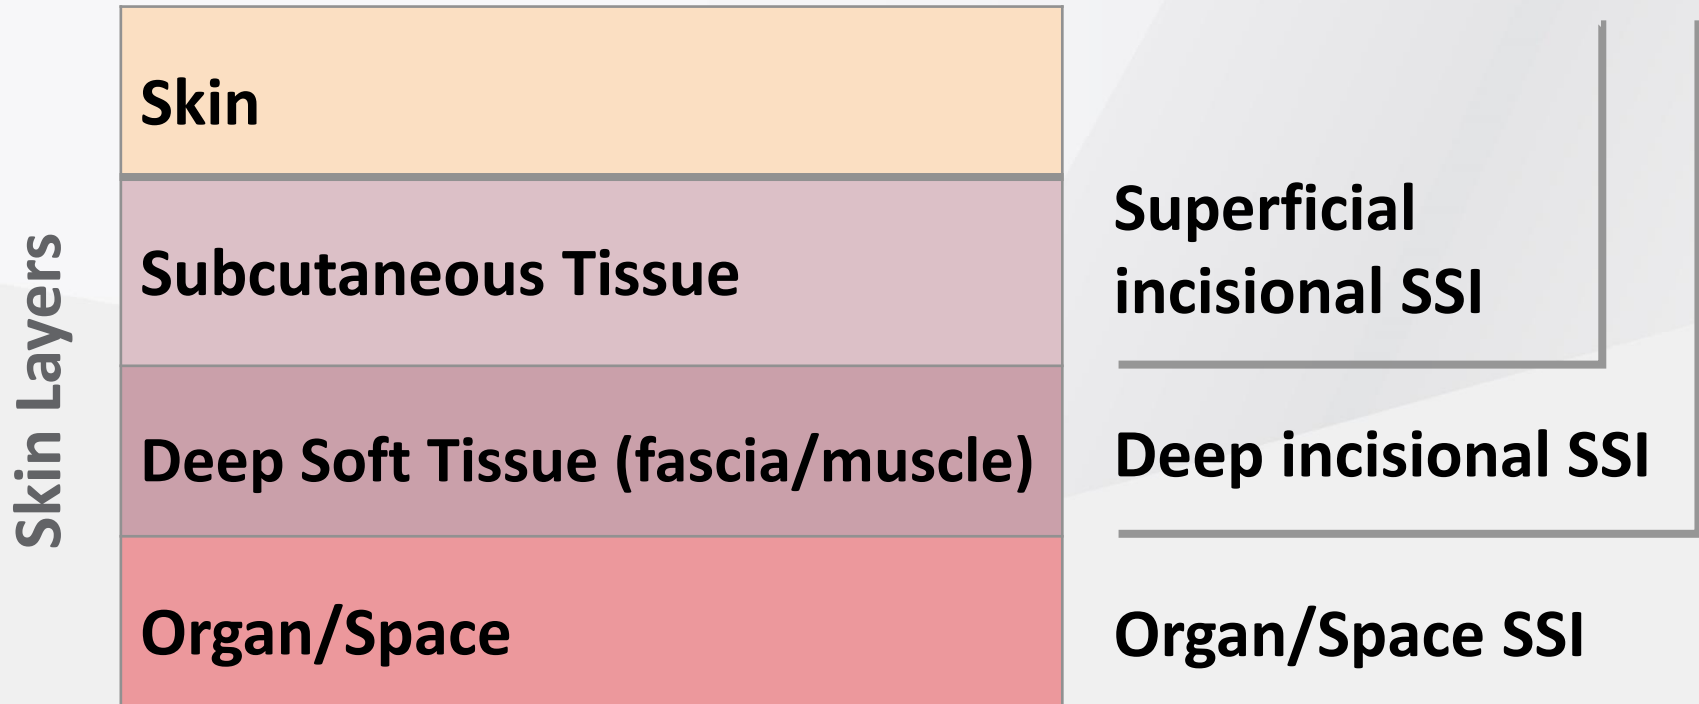 Skin Layers
Skin
Subcutaneous Tissue
Deep Soft Tissue (fascia/muscle)
Organ/Space
Superficial
incisional SSI
Deep incisional SSI
Organ/Space SSI